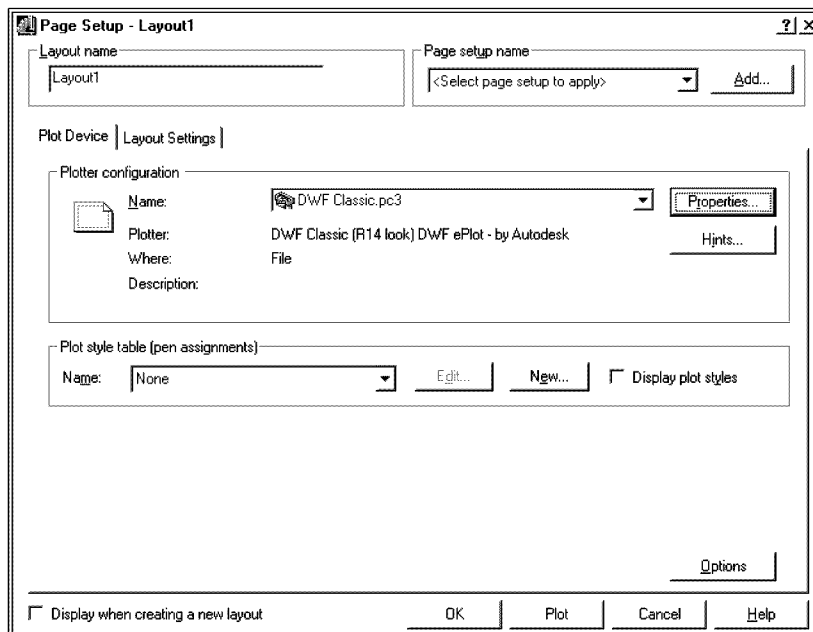 Page Setup - Layout1
Layout name
Layout1
Page setup name
<Select page setup to apply>
Add...
Plot Device
Layout Settings
Plotter configuration
Name:
DWF Classic.pc3
Properties...
Plotter:
DWF Classic (R14 look) DWF ePlot - by Autodesk
Hints...
Where:
File
Description:
Plot style table (pen assignments)
Name:
None
Edit...
New...
Display plot styles
Options
Display when creating a new layout
OK
Plot
Cancel
Help